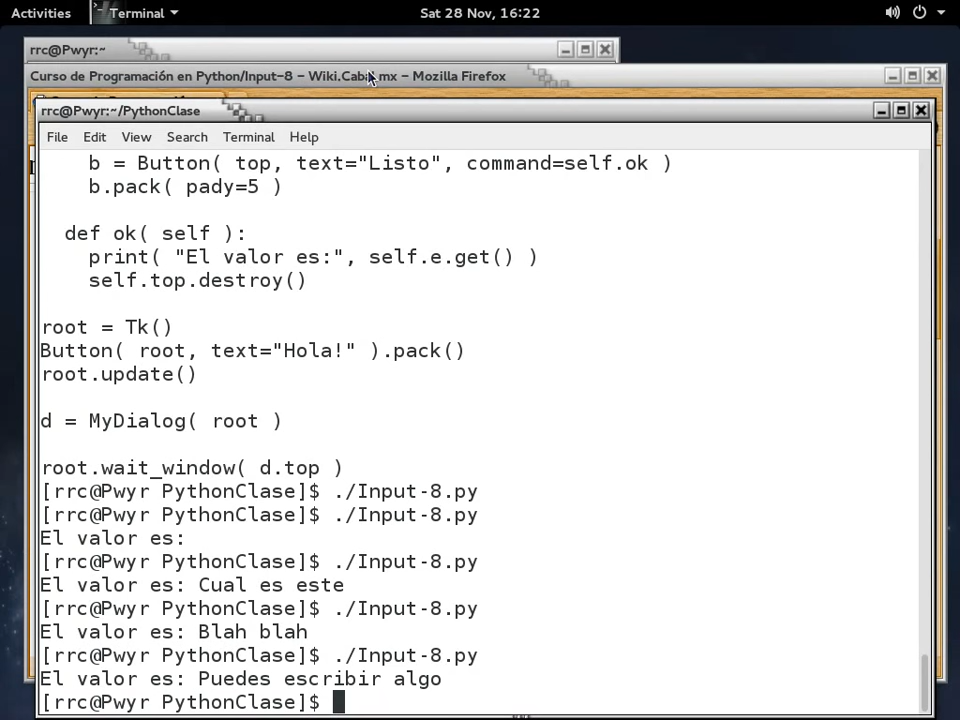 Activities
Terminal
Sat 28 Nov, 16:22
rrc@Pwyr:~
Curso de Programación en Python/Input-8 – Wiki.Cabal.mx – Mozilla Firefox
rrc@Pwyr:~/PythonClase
File Edit View Search Terminal Help
b = Button( top, text="Listo", command=self.ok )
b.pack( pady=5 )
def ok( self ):
print( "El valor es:", self.e.get() )
self.top.destroy()
root = Tk()
Button( root, text="Hola!" ).pack()
root.update()
d = MyDialog( root )
root.wait_window( d.top )
[rrc@Pwyr PythonClase]$ ./Input-8.py
[rrc@Pwyr PythonClase]$ ./Input-8.py
El valor es:
[rrc@Pwyr PythonClase]$ ./Input-8.py
El valor es: Cual es este
[rrc@Pwyr PythonClase]$ ./Input-8.py
El valor es: Blah blah
[rrc@Pwyr PythonClase]$ ./Input-8.py
El valor es: Puedes escribir algo
[rrc@Pwyr PythonClase]$